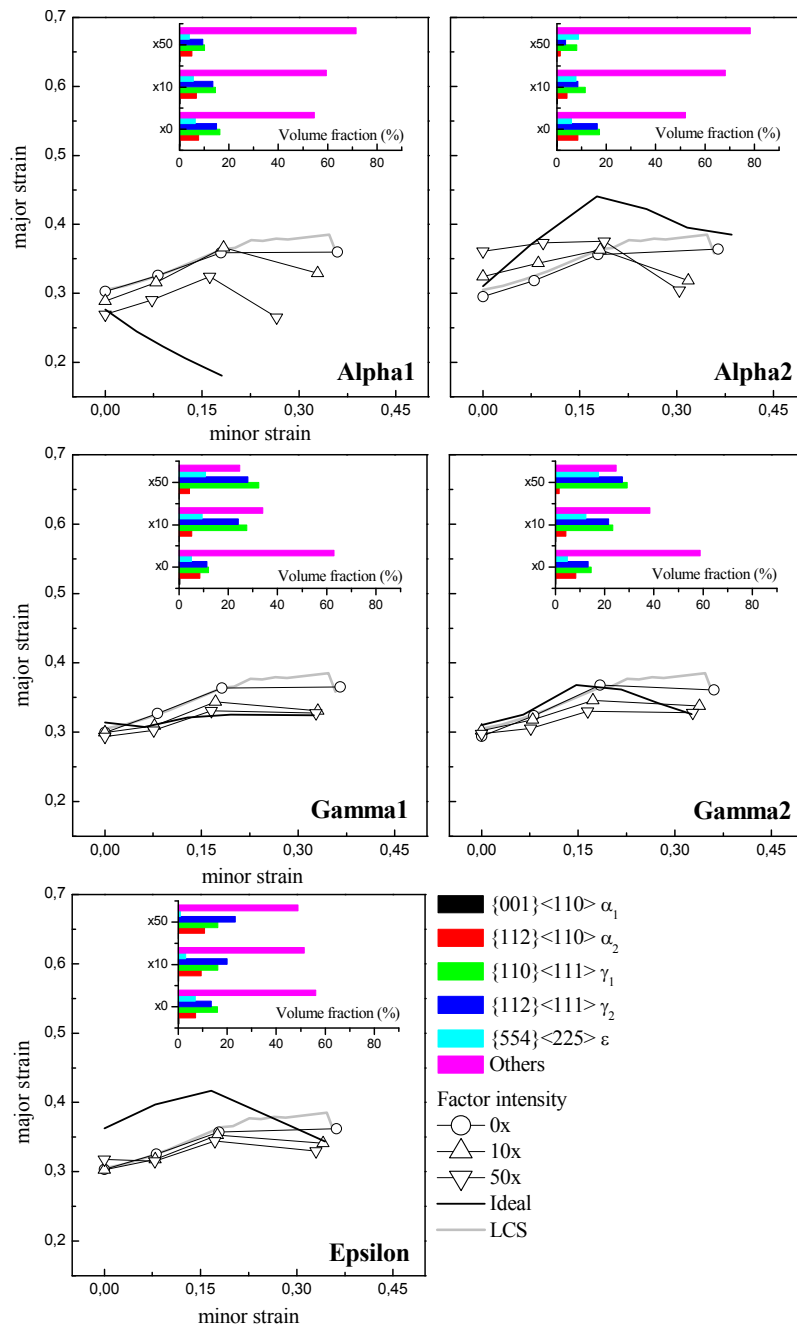 0,7
0,6
0,5
0,4
0,3
0,2
major strain
x50
x10
x0
Volume fraction (%)
0 20 40 60 80
Alpha1
0,00 0,15 0,30 0,45
minor strain
x50
x10
x0
Volume fraction (%)
0 20 40 60 80
Alpha2
0,00 0,15 0,30 0,45
0,7
0,6
0,5
0,4
0,3
0,2
major strain
x50
x10
x0
Volume fraction (%)
0 20 40 60 80
Gamma1
0,00 0,15 0,30 0,45
minor strain
x50
x10
x0
Volume fraction (%)
0 20 40 60 80
Gamma2
0,00 0,15 0,30 0,45
0,7
0,6
0,5
0,4
0,3
0,2
major strain
x50
x10
x0
Volume fraction (%)
0 20 40 60 80
Epsilon
0,00 0,15 0,30 0,45
minor strain
{001}<110> α₁
{112}<110> α₂
{110}<111> γ₁
{112}<111> γ₂
{554}<225> ε
Others
Factor intensity
0x
10x
50x
Ideal
LCS